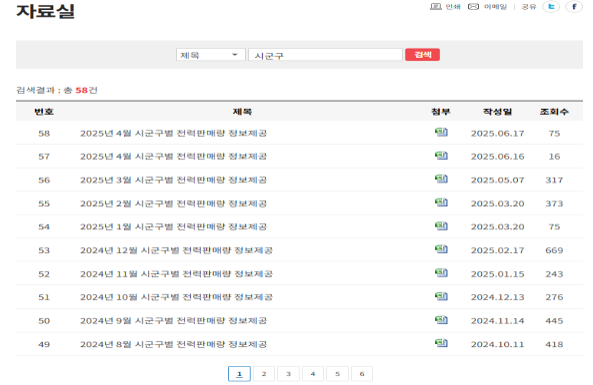 자료실
인쇄 이메일 | 공유
제목 시군구 검색
검색결과 : 총 58건
번호 제목 첨부 작성일 조회수
58 2025년 4월 시군구별 전력판매량 정보제공 2025.06.17 75
57 2025년 4월 시군구별 전력판매량 정보제공 2025.06.16 16
56 2025년 3월 시군구별 전력판매량 정보제공 2025.05.07 317
55 2025년 2월 시군구별 전력판매량 정보제공 2025.03.20 373
54 2025년 1월 시군구별 전력판매량 정보제공 2025.03.20 75
53 2024년 12월 시군구별 전력판매량 정보제공 2025.02.17 669
52 2024년 11월 시군구별 전력판매량 정보제공 2025.01.15 243
51 2024년 10월 시군구별 전력판매량 정보제공 2024.12.13 276
50 2024년 9월 시군구별 전력판매량 정보제공 2024.11.14 445
49 2024년 8월 시군구별 전력판매량 정보제공 2024.10.11 418
1 2 3 4 5 6